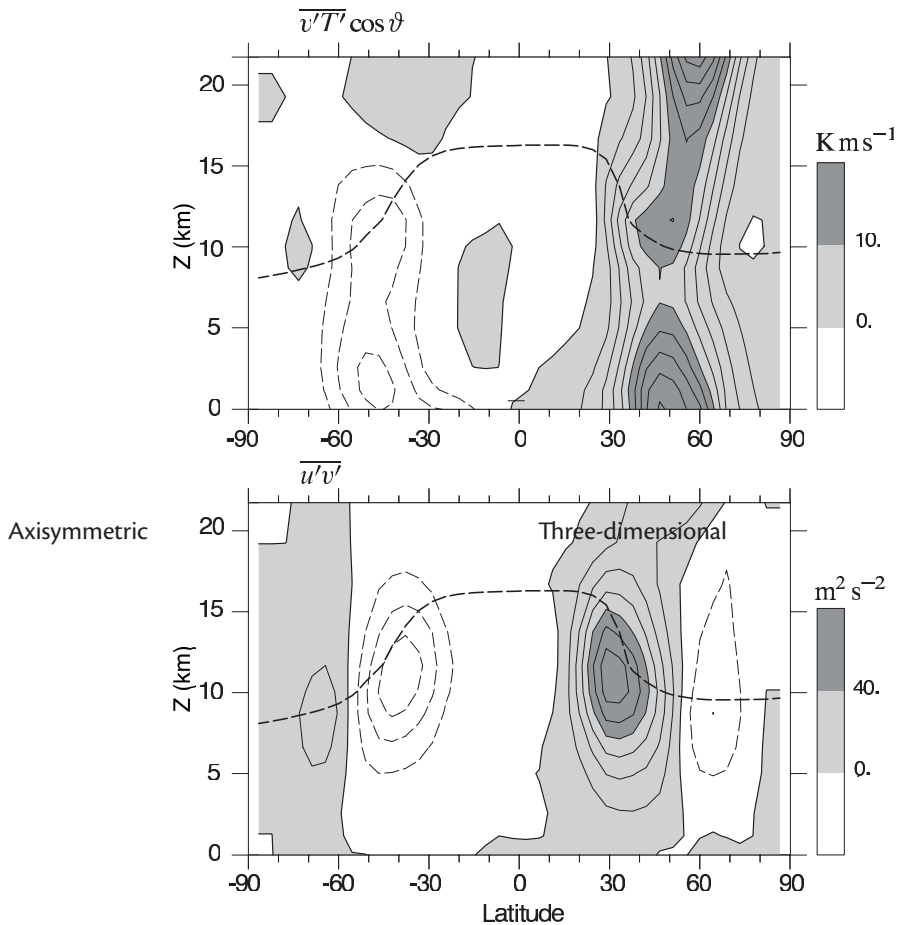 v′T′ cos ϑ
20
15
10
5
0
Z (km)
-90 -60 -30 0 30 60 90
K m s−1
10.
0.
u′v′
Axisymmetric
Three-dimensional
20
15
10
5
0
Z (km)
-90 -60 -30 0 30 60 90
Latitude
m2 s−2
40.
0.